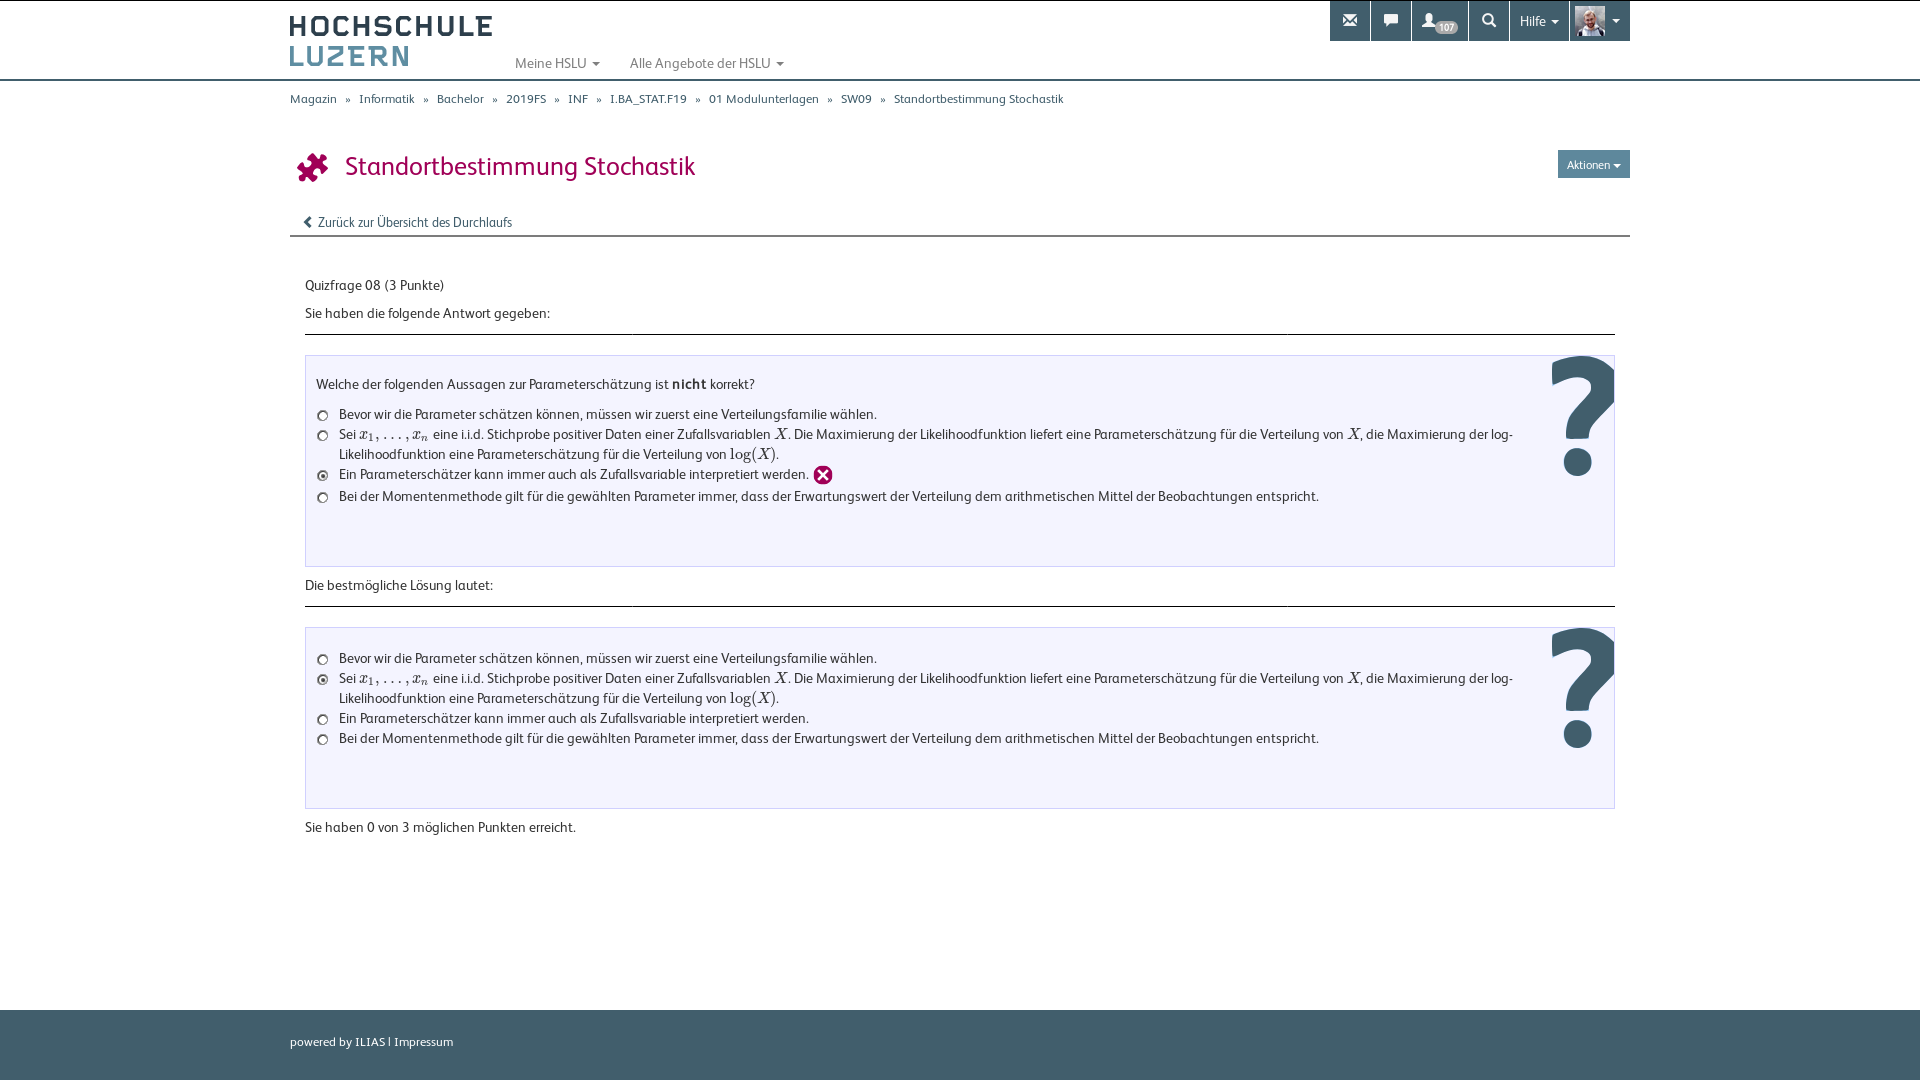 HOCHSCHULE
LUZERN
Meine HSLU
Alle Angebote der HSLU
107
Hilfe
Magazin » Informatik » Bachelor » 2019FS » INF » I.BA_STAT.F19 » 01 Modulunterlagen » SW09 » Standortbestimmung Stochastik
Standortbestimmung Stochastik
Aktionen
Zurück zur Übersicht des Durchlaufs
Quizfrage 08 (3 Punkte)
Sie haben die folgende Antwort gegeben:
?
Welche der folgenden Aussagen zur Parameterschätzung ist nicht korrekt?
Bevor wir die Parameter schätzen können, müssen wir zuerst eine Verteilungsfamilie wählen.
Sei x₁, . . . , xₙ eine i.i.d. Stichprobe positiver Daten einer Zufallsvariablen X. Die Maximierung der Likelihoodfunktion liefert eine Parameterschätzung für die Verteilung von X, die Maximierung der log-
Likelihoodfunktion eine Parameterschätzung für die Verteilung von log(X).
Ein Parameterschätzer kann immer auch als Zufallsvariable interpretiert werden.
Bei der Momentenmethode gilt für die gewählten Parameter immer, dass der Erwartungswert der Verteilung dem arithmetischen Mittel der Beobachtungen entspricht.
Die bestmögliche Lösung lautet:
?
Bevor wir die Parameter schätzen können, müssen wir zuerst eine Verteilungsfamilie wählen.
Sei x₁, . . . , xₙ eine i.i.d. Stichprobe positiver Daten einer Zufallsvariablen X. Die Maximierung der Likelihoodfunktion liefert eine Parameterschätzung für die Verteilung von X, die Maximierung der log-
Likelihoodfunktion eine Parameterschätzung für die Verteilung von log(X).
Ein Parameterschätzer kann immer auch als Zufallsvariable interpretiert werden.
Bei der Momentenmethode gilt für die gewählten Parameter immer, dass der Erwartungswert der Verteilung dem arithmetischen Mittel der Beobachtungen entspricht.
Sie haben 0 von 3 möglichen Punkten erreicht.
powered by ILIAS | Impressum